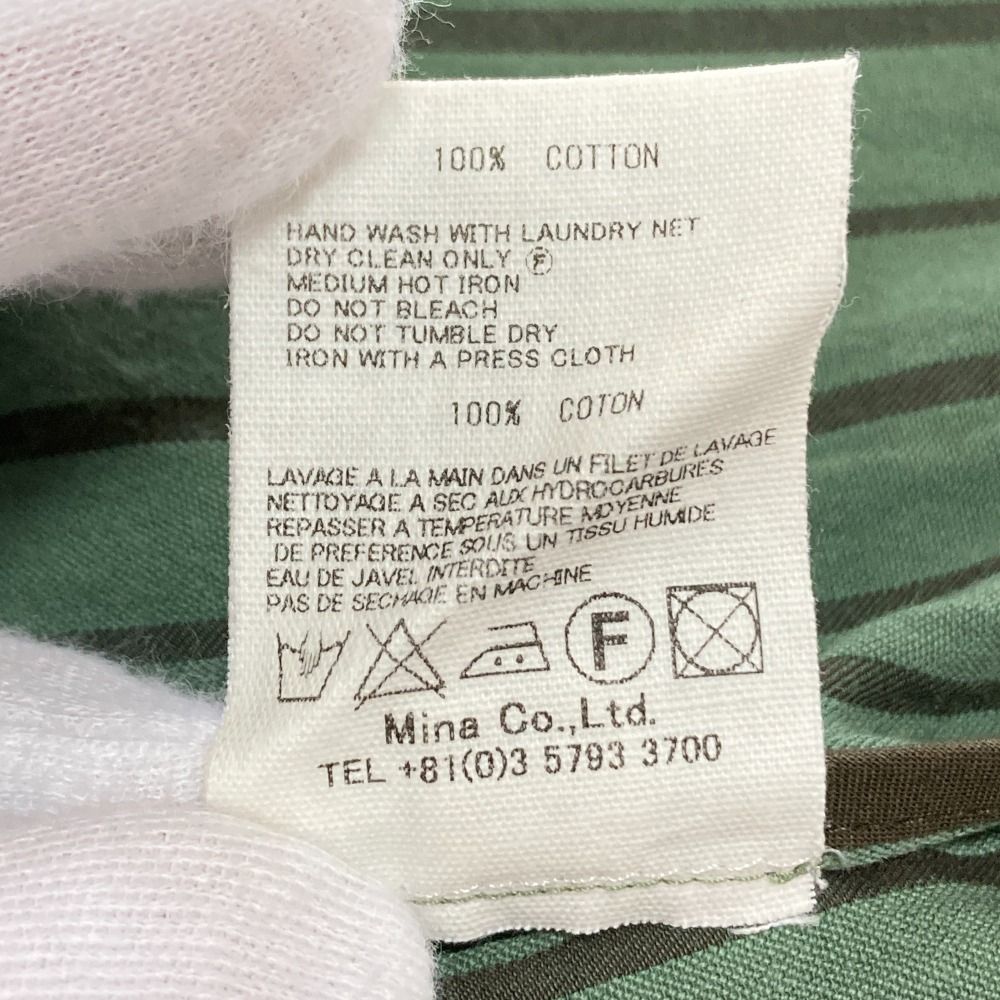 100% COTTON
HAND WASH WITH LAUNDRY NET
DRY CLEAN ONLY Ⓕ
MEDIUM HOT IRON
DO NOT BLEACH
DO NOT TUMBLE DRY
IRON WITH A PRESS CLOTH
100% COTON
LAVAGE A LA MAIN DANS UN FILET DE LAVAGE
NETTOYAGE A SEC AUX HYDROCARBURES
REPASSER A TEMPERATURE MOYENNE
DE PREFERENCE SOUS UN TISSU HUMIDE
EAU DE JAVEL INTERDITE
PAS DE SECHAGE EN MACHINE
F
Mina Co.,Ltd.
TEL +81(0)3 5793 3700